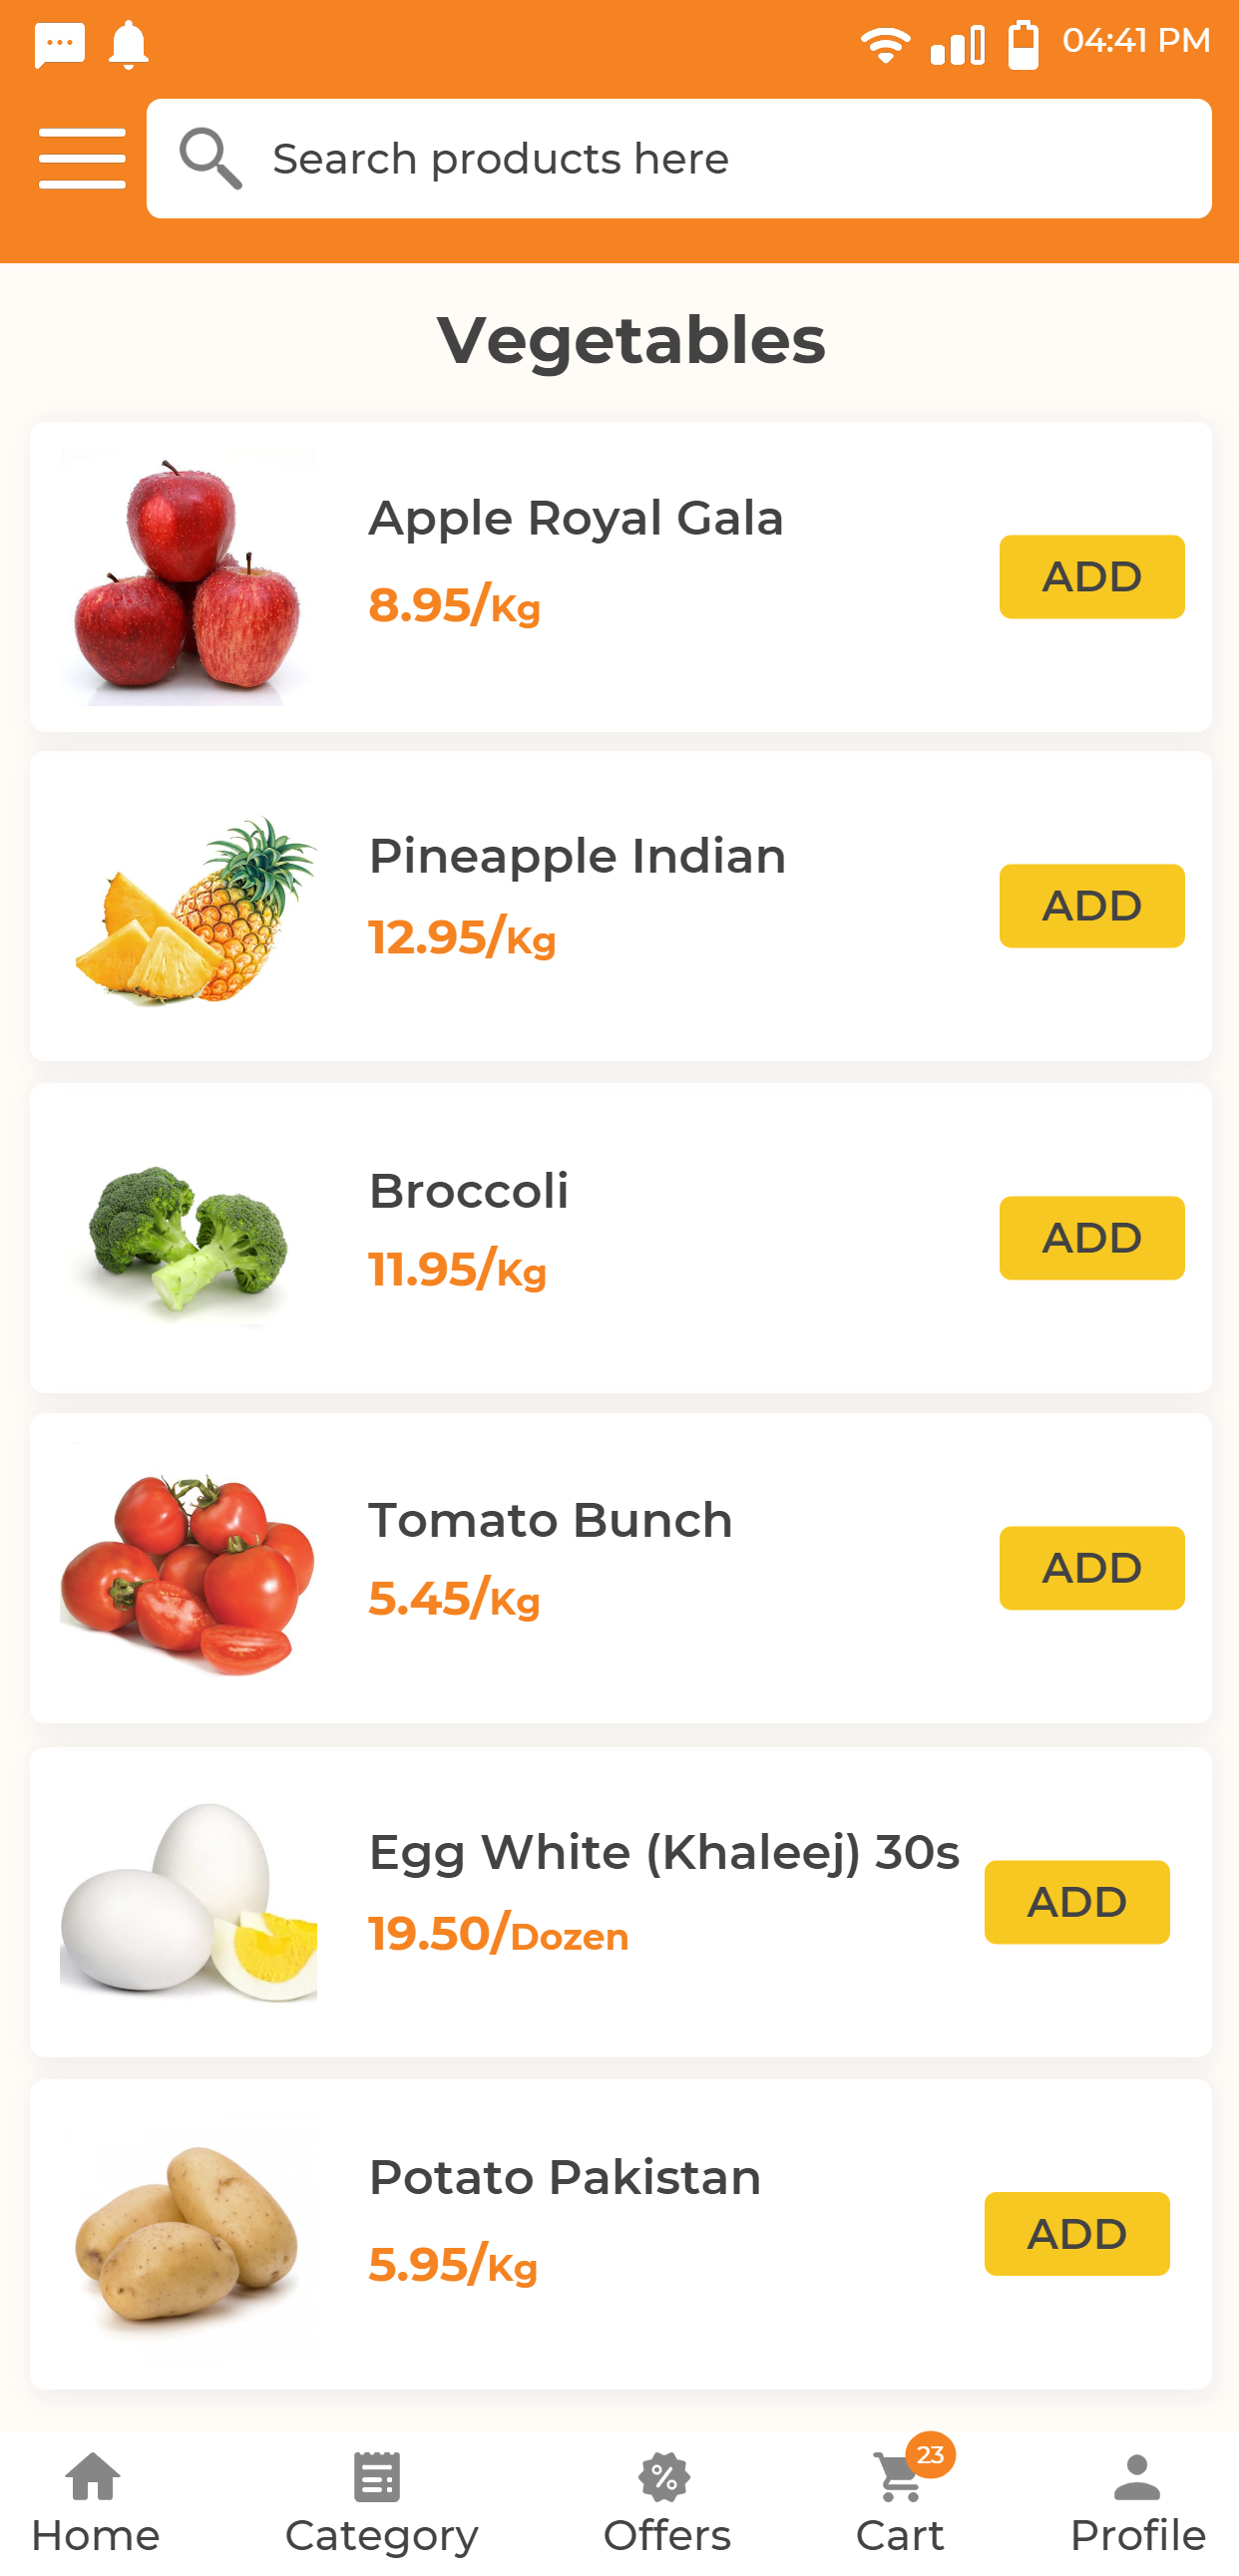 04:41 PM
Search products here
Vegetables
Apple Royal Gala
8.95/Kg
ADD
Pineapple Indian
12.95/Kg
ADD
Broccoli
11.95/Kg
ADD
Tomato Bunch
5.45/Kg
ADD
Egg White (Khaleej) 30s
19.50/Dozen
ADD
Potato Pakistan
5.95/Kg
ADD
23
Home Category Offers Cart Profile